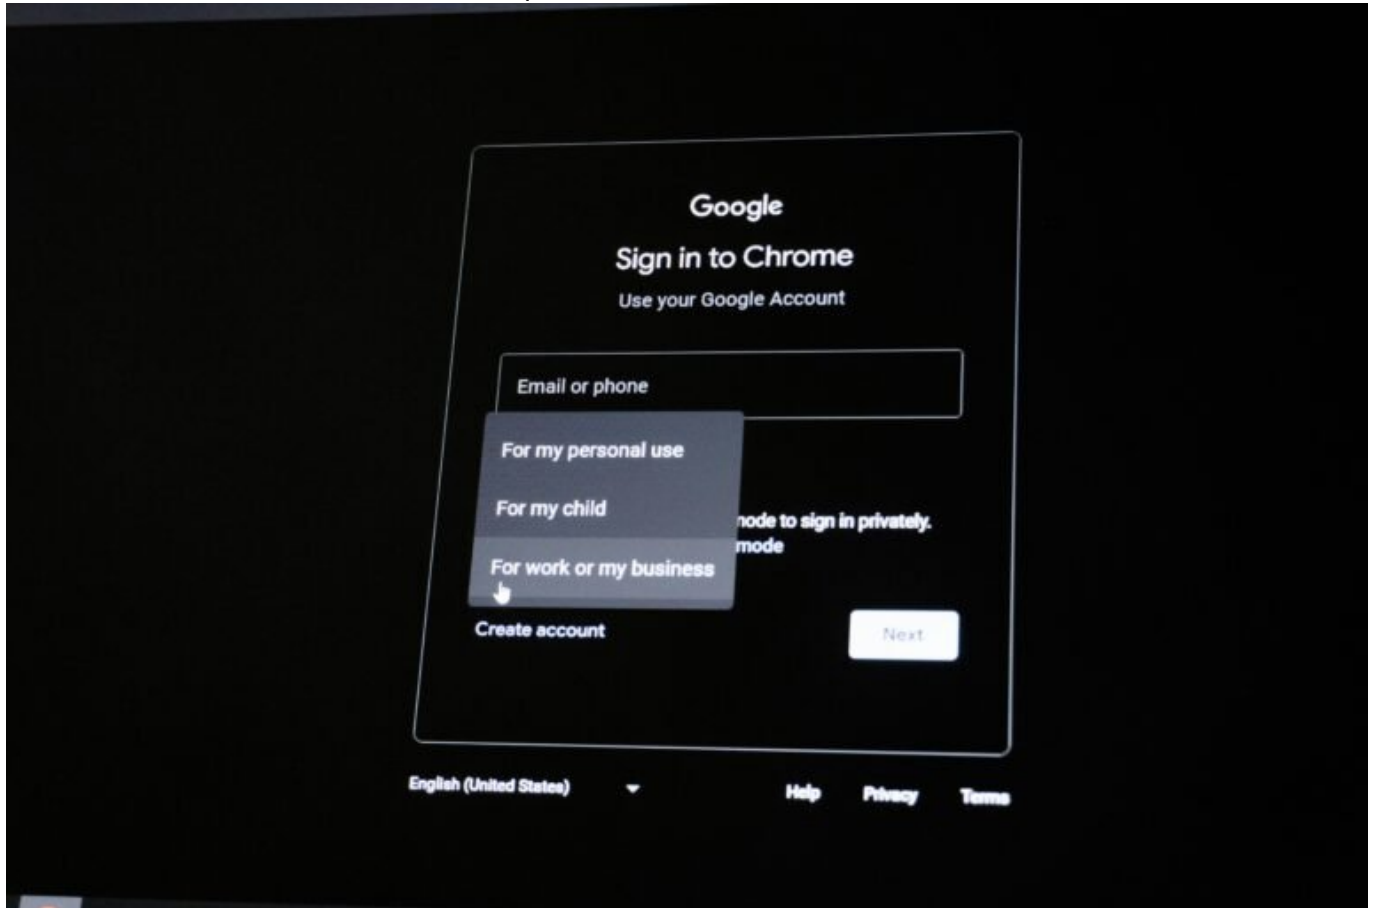 Google
Sign in to Chrome
Use your Google Account
Email or phone
For my personal use
For my child
node to sign in privately.
mode
For work or my business
Create account
Next
English (United States)
Help Privacy Terms